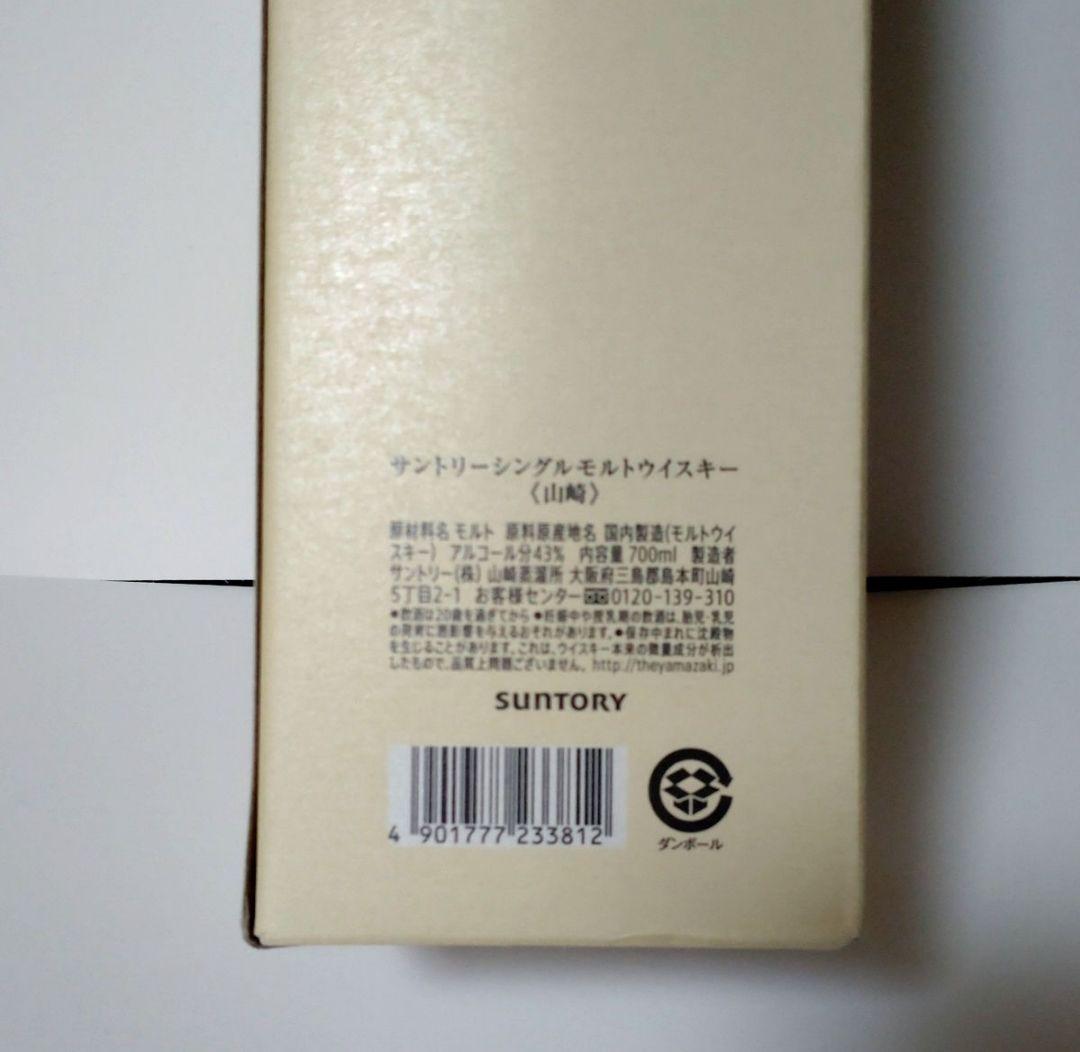 サントリーシングルモルトウイスキー
《山崎》
原材料名 モルト 原料原産地名 国内製造(モルトウイ
スキー) アルコール分43% 内容量 700ml 製造者
サントリー(株) 山崎蒸溜所 大阪府三島郡島本町山崎
5丁目2-1 お客様センター 0120-139-310
●飲酒は20歳を過ぎてから ●妊娠中や授乳期の飲酒は、胎児・乳児
の発育に悪影響を与えるおそれがあります。●保存中まれに沈殿物
を生じることがあります。これは、ウイスキー本来の微量成分が析出
したもので、品質上問題ございません。 http://theyamazaki.jp
SUNTORY
4 901777 233812
ダンボール